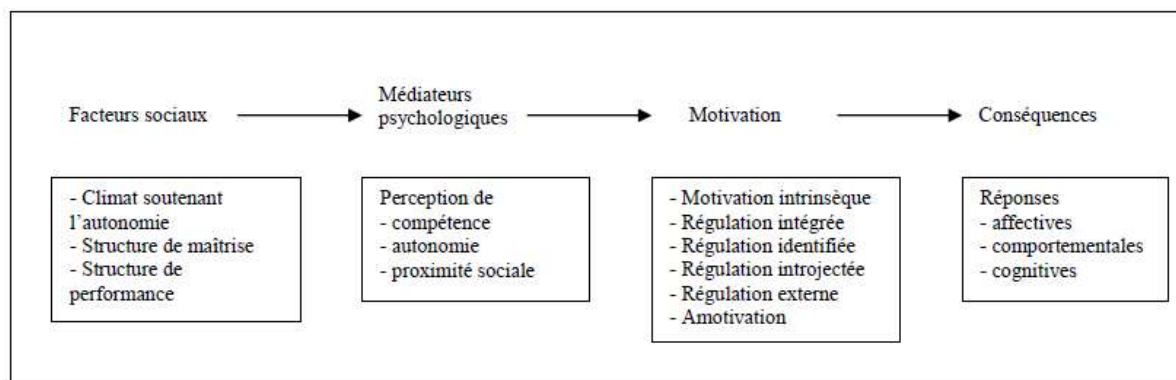 Facteurs sociaux
Médiateurs
psychologiques
Motivation
Conséquences
- Climat soutenant
l’autonomie
- Structure de maîtrise
- Structure de
performance
Perception de
- compétence
- autonomie
- proximité sociale
- Motivation intrinsèque
- Régulation intégrée
- Régulation identifiée
- Régulation introjectée
- Régulation externe
- Amotivation
Réponses
- affectives
- comportementales
- cognitives